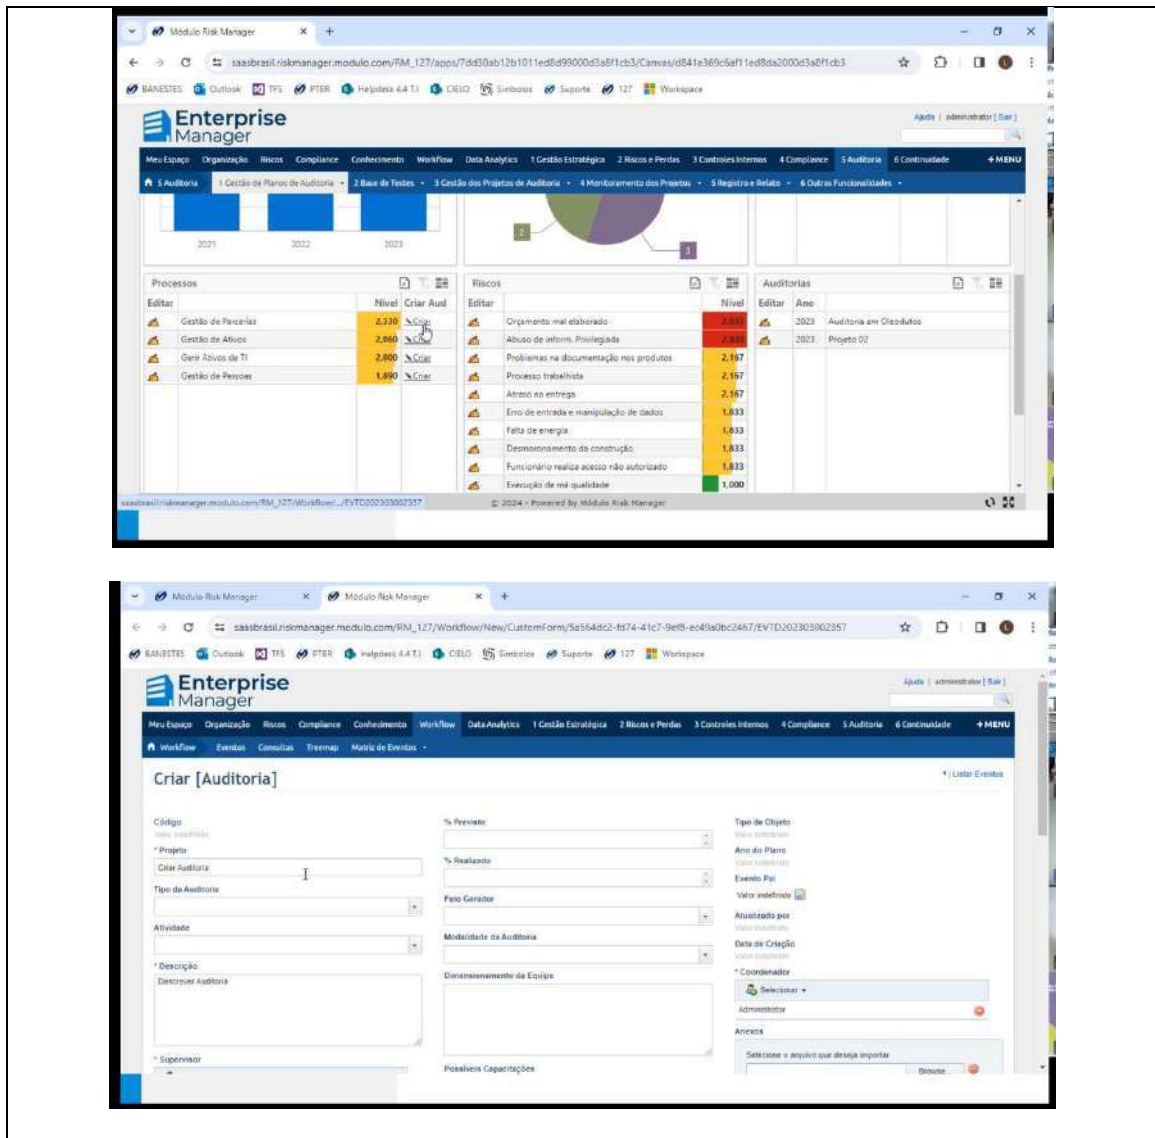 Módulo Risk Manager
saasbrasil.riskmanager.modulo.com/RM_127/apps/7dd30ab12b1011ed8d99000d3a8f1cb3/Canvas/d841e369c6af11ed8da2000d3a8f1cb3
BANESTES Outlook TFS PTER Helpdesk 4.4 T.I CIELO Simbolos Suporte 127 Workspace
Enterprise
Manager
Ajuda | administrator [ Sair ]
Meu Espaço Organização Riscos Compliance Conhecimento Workflow Data Analytics 1 Gestão Estratégica 2 Riscos e Perdas 3 Controles Internos 4 Compliance 5 Auditoria 6 Continuidade + MENU
5 Auditoria 1 Gestão de Planos de Auditoria 2 Base de Testes 3 Gestão dos Projetos de Auditoria 4 Monitoramento dos Projetos 5 Registro e Relato 6 Outras Funcionalidades
2021 2022 2023
2
3
Processos
Editar Nível Criar Aud
Gestão de Parcerias 2,330 Criar
Gestão de Ativos 2,060 Criar
Gerir Ativos de TI 2,000 Criar
Gestão de Pessoas 1,890 Criar
Riscos
Editar Nível
Orçamento mal elaborado
Abuso de inform. Privilegiada
Problemas na documentação nos produtos 2,167
Processo trabalhista 2,167
Atraso na entrega 2,167
Erro de entrada e manipulação de dados 1,833
Falta de energia 1,833
Desmoronamento da construção 1,833
Funcionário realiza acesso não autorizado 1,833
Execução de má qualidade 1,000
Auditorias
Editar Ano
2023 Auditoria em Oleodutos
2023 Projeto 02
saasbrasil.riskmanager.modulo.com/RM_127/Workflow/.../EVTD202303002357
© 2024 - Powered by Módulo Risk Manager
Módulo Risk Manager Módulo Risk Manager
saasbrasil.riskmanager.modulo.com/RM_127/Workflow/New/CustomForm/5a564dc2-fd74-41c7-9ef8-ec49a0bc2467/EVTD202303002357
BANESTES Outlook TFS PTER Helpdesk 4.4 T.I CIELO Simbolos Suporte 127 Workspace
Enterprise
Manager
Ajuda | administrator [ Sair ]
Meu Espaço Organização Riscos Compliance Conhecimento Workflow Data Analytics 1 Gestão Estratégica 2 Riscos e Perdas 3 Controles Internos 4 Compliance 5 Auditoria 6 Continuidade + MENU
Workflow Eventos Consultas Treemap Matriz de Eventos
Criar [Auditoria]
Listar Eventos
Código
Valor indefinido
* Projeto
Criar Auditoria
Tipo da Auditoria
Atividade
* Descrição
Descrever Auditoria
* Supervisor
% Previsto
% Realizado
Fato Gerador
Modalidade da Auditoria
Dimensionamento da Equipe
Possíveis Capacitações
Tipo de Objeto
Valor indefinido
Ano do Plano
Valor indefinido
Evento Pai
Valor indefinido
Atualizado por
Valor indefinido
Data de Criação
Valor indefinido
* Coordenador
Selecionar
Administrator
Anexos
Selecione o arquivo que deseja importar
Browse...